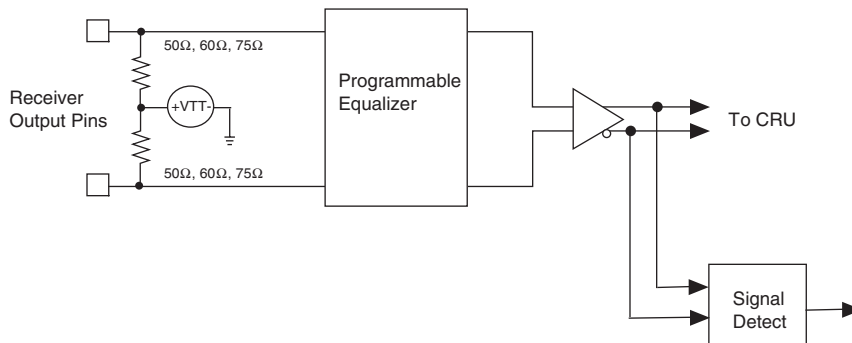 50Ω, 60Ω, 75Ω
Programmable
Equalizer
Receiver
Output Pins
+VTT-
To CRU
50Ω, 60Ω, 75Ω
Signal
Detect